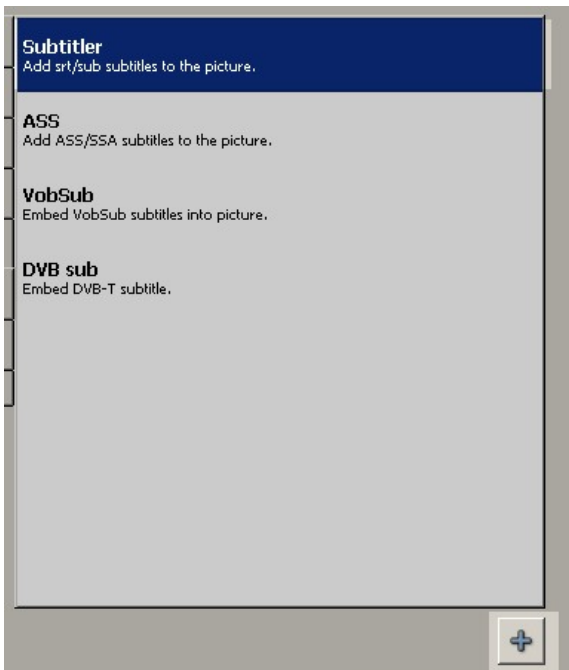 Subtitler
Add srt/sub subtitles to the picture.
ASS
Add ASS/SSA subtitles to the picture.
VobSub
Embed VobSub subtitles into picture.
DVB sub
Embed DVB-T subtitle.